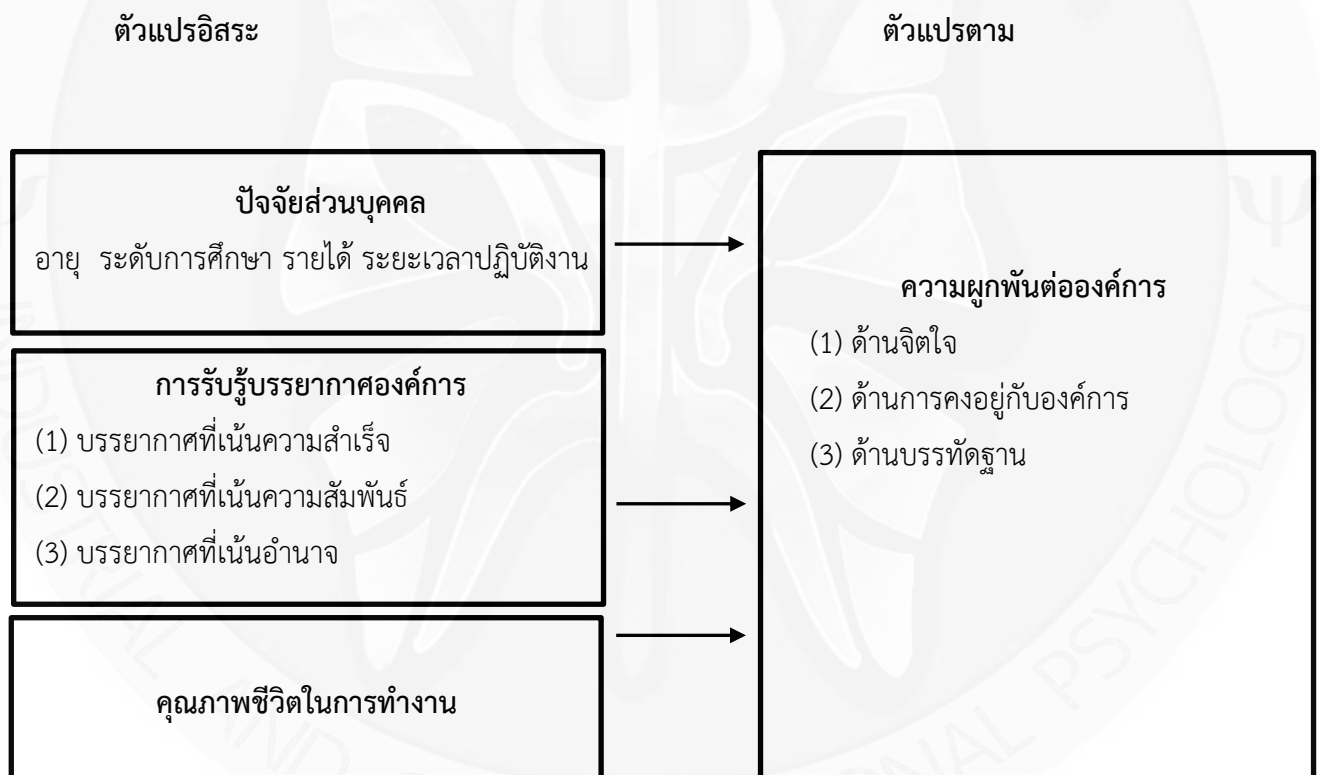 ตัวแปรอิสระ
ตัวแปรตาม
ปัจจัยส่วนบุคคล
อายุ ระดับการศึกษา รายได้ ระยะเวลาปฏิบัติงาน
การรับรู้บรรยากาศองค์การ
(1) บรรยากาศที่เน้นความสำเร็จ
(2) บรรยากาศที่เน้นความสัมพันธ์
(3) บรรยากาศที่เน้นอำนาจ
คุณภาพชีวิตในการทำงาน
ความผูกพันต่อองค์การ
(1) ด้านจิตใจ
(2) ด้านการคงอยู่กับองค์การ
(3) ด้านบรรทัดฐาน